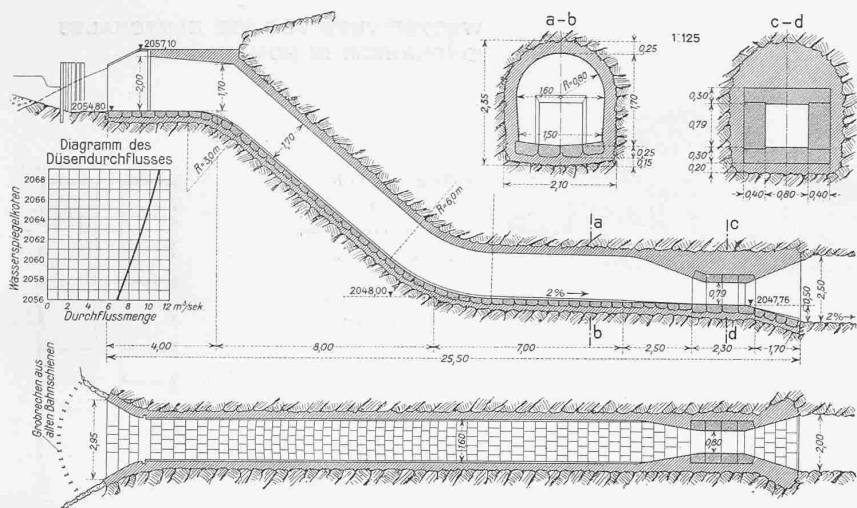 2057,10
2,00
1,70
2054,80
R=3,0m
1,70
R=6,0m
Diagramm des
Düsendurchflusses
Wasserspiegelkoten
2068
2066
2064
2062
2060
2058
2056
0 2 4 6 8 10 12 m³/sek
Durchflussmenge
a-b
1:125
c-d
2,35
0,25
1,60
R=0,80
1,70
1,50
0,25
0,15
2,10
0,30
0,79
0,30
0,20
0,40 0,80 0,40
a
c
2048,00
2%
0,79
2047,76
0,50
2,50
2%
b
d
4,00 8,00 7,00 2,50 2,30 1,70
25,50
Grobrechen aus
alten Bahnschienen
2,95
1,60
0,80
2,00